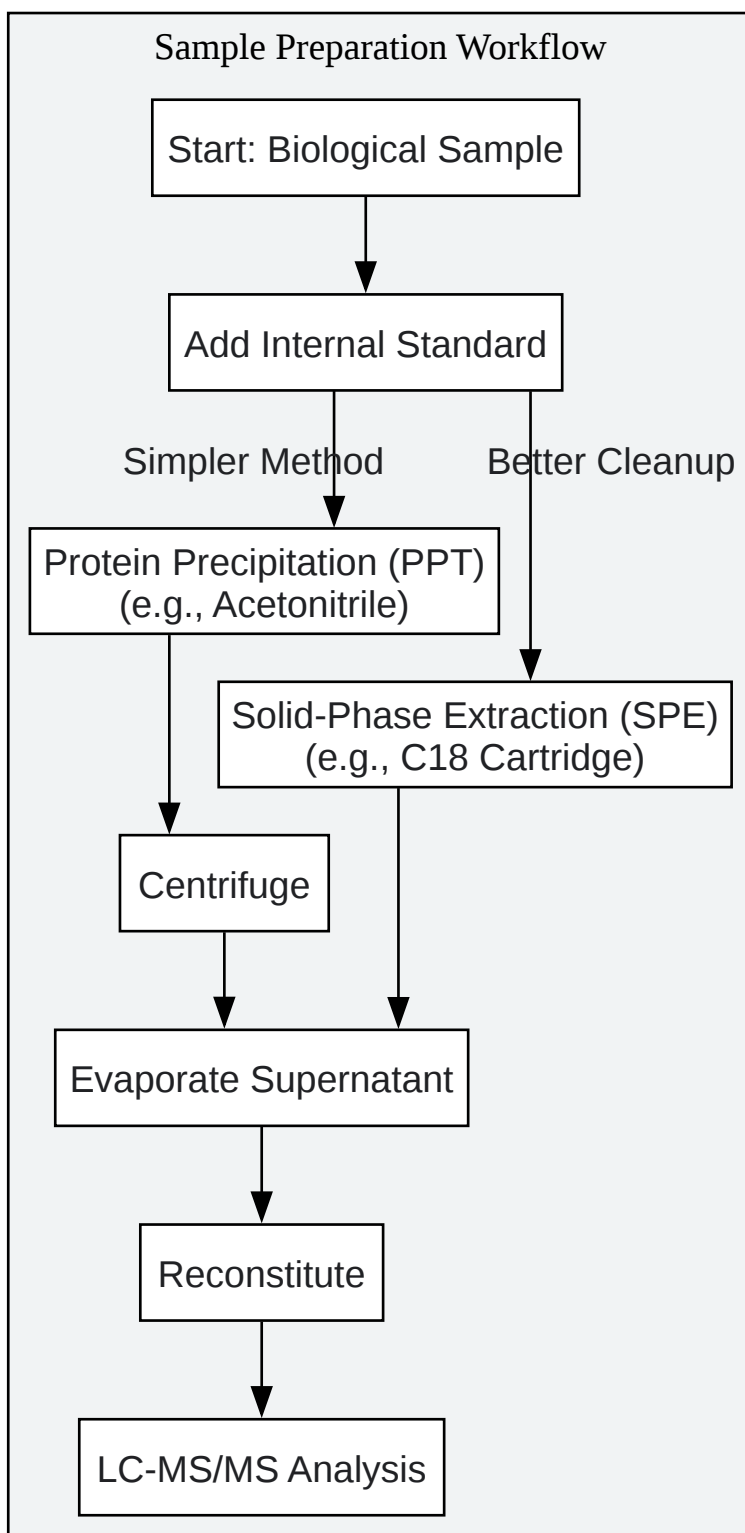 Sample Preparation Workflow
Start: Biological Sample
Add Internal Standard
Simpler Method
Better Cleanup
Protein Precipitation (PPT)
(e.g., Acetonitrile)
Solid-Phase Extraction (SPE)
(e.g., C18 Cartridge)
Centrifuge
Evaporate Supernatant
Reconstitute
LC-MS/MS Analysis